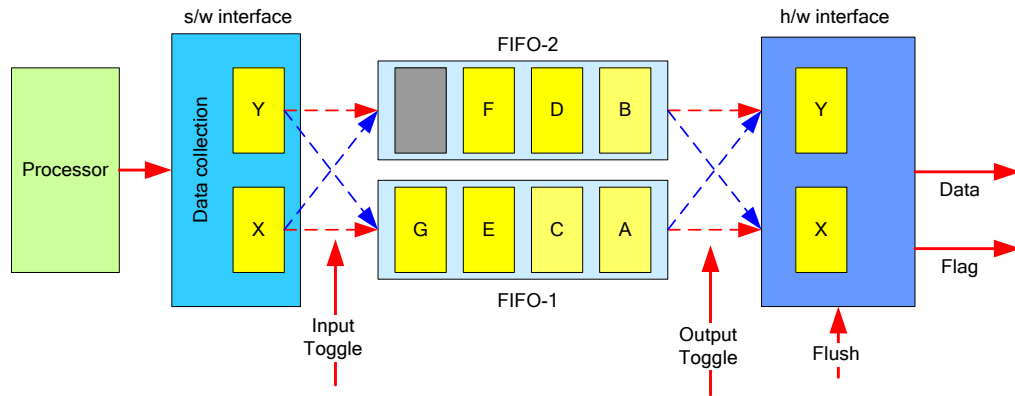 s/w interface
h/w interface
FIFO-2
Processor
Data collection
Y
X
F
D
B
G
E
C
A
FIFO-1
Y
X
Data
Flag
Input
Toggle
Output
Toggle
Flush